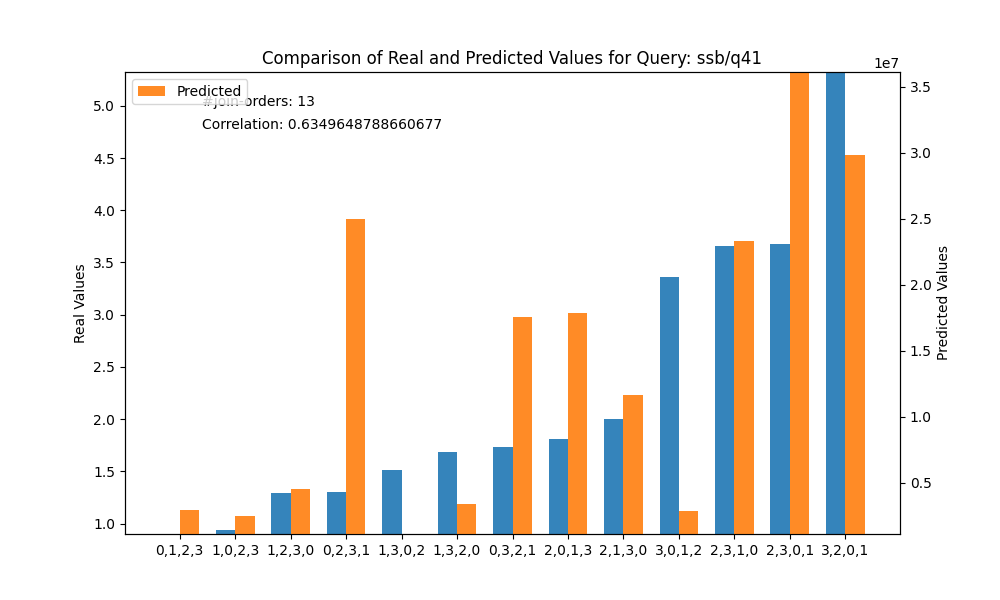 Comparison of Real and Predicted Values for Query: ssb/q41
1e7
Predicted
#join-orders: 13
Correlation: 0.6349648788660677
5.0
4.5
4.0
3.5
3.0
2.5
2.0
1.5
1.0
Real Values
3.5
3.0
2.5
2.0
1.5
1.0
0.5
Predicted Values
0,1,2,3 1,0,2,3 1,2,3,0 0,2,3,1 1,3,0,2 1,3,2,0 0,3,2,1 2,0,1,3 2,1,3,0 3,0,1,2 2,3,1,0 2,3,0,1 3,2,0,1